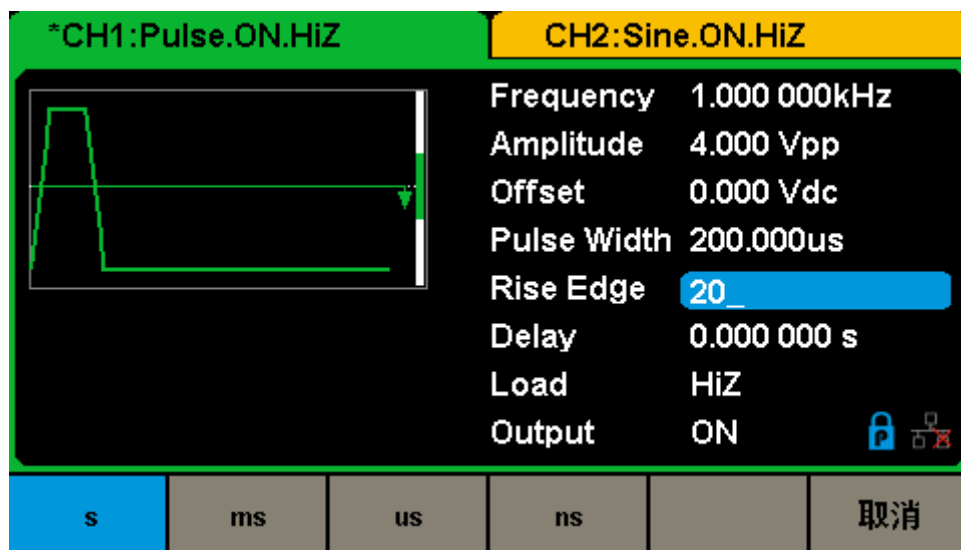 *CH1:Pulse.ON.HiZ CH2:Sine.ON.HiZ
Frequency 1.000 000kHz
Amplitude 4.000 Vpp
Offset 0.000 Vdc
Pulse Width 200.000us
Rise Edge 20_
Delay 0.000 000 s
Load HiZ
Output ON P
s ms us ns 取消